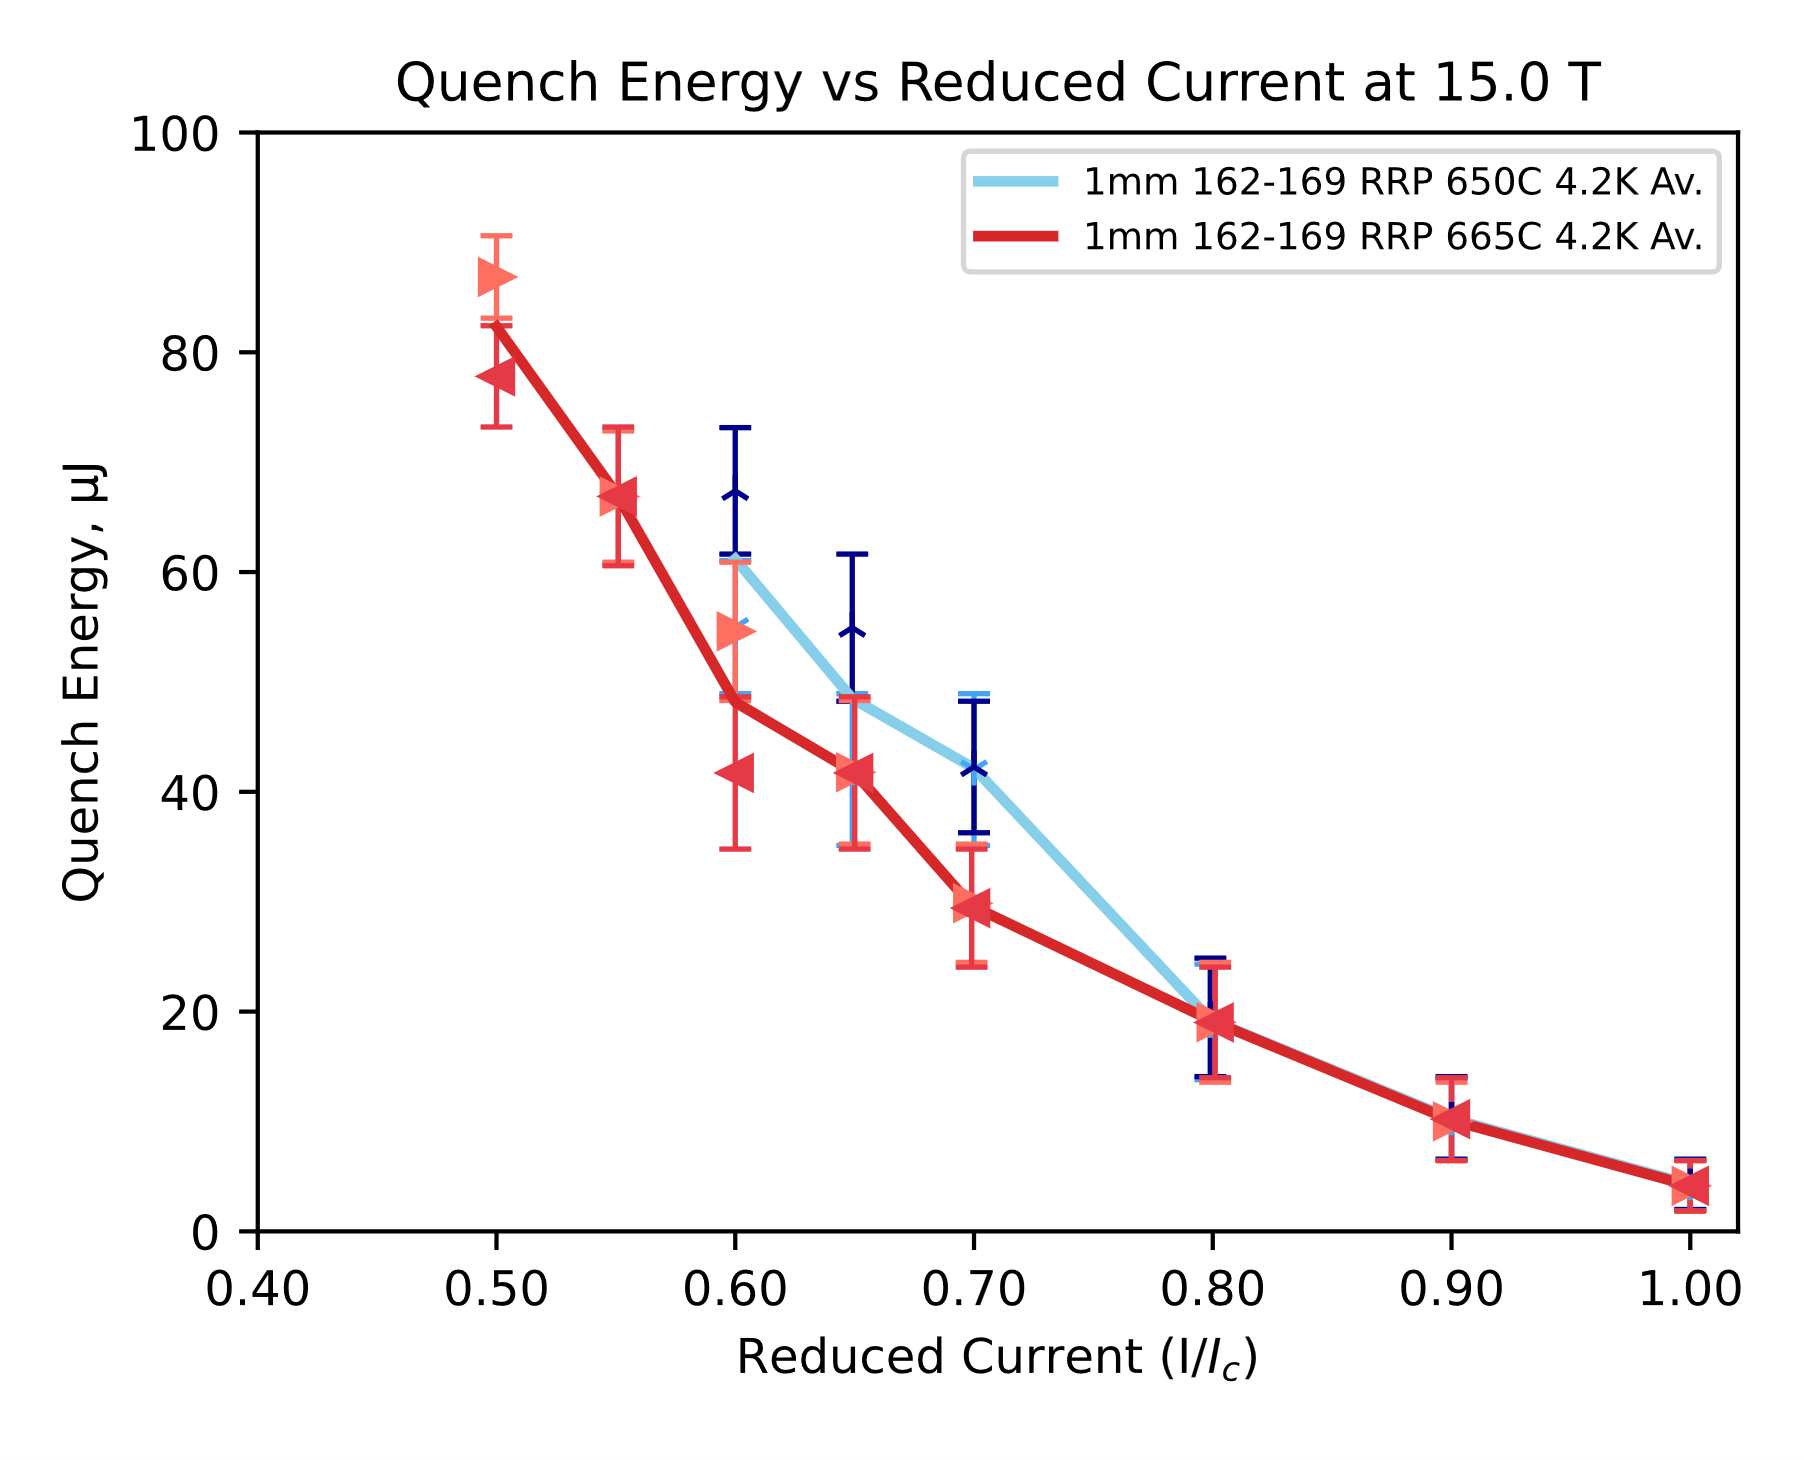 Quench Energy vs Reduced Current at 15.0 T
1mm 162-169 RRP 650C 4.2K Av.
1mm 162-169 RRP 665C 4.2K Av.
100
80
60
40
20
0
Quench Energy, µJ
0.40 0.50 0.60 0.70 0.80 0.90 1.00
Reduced Current (I/I_c)